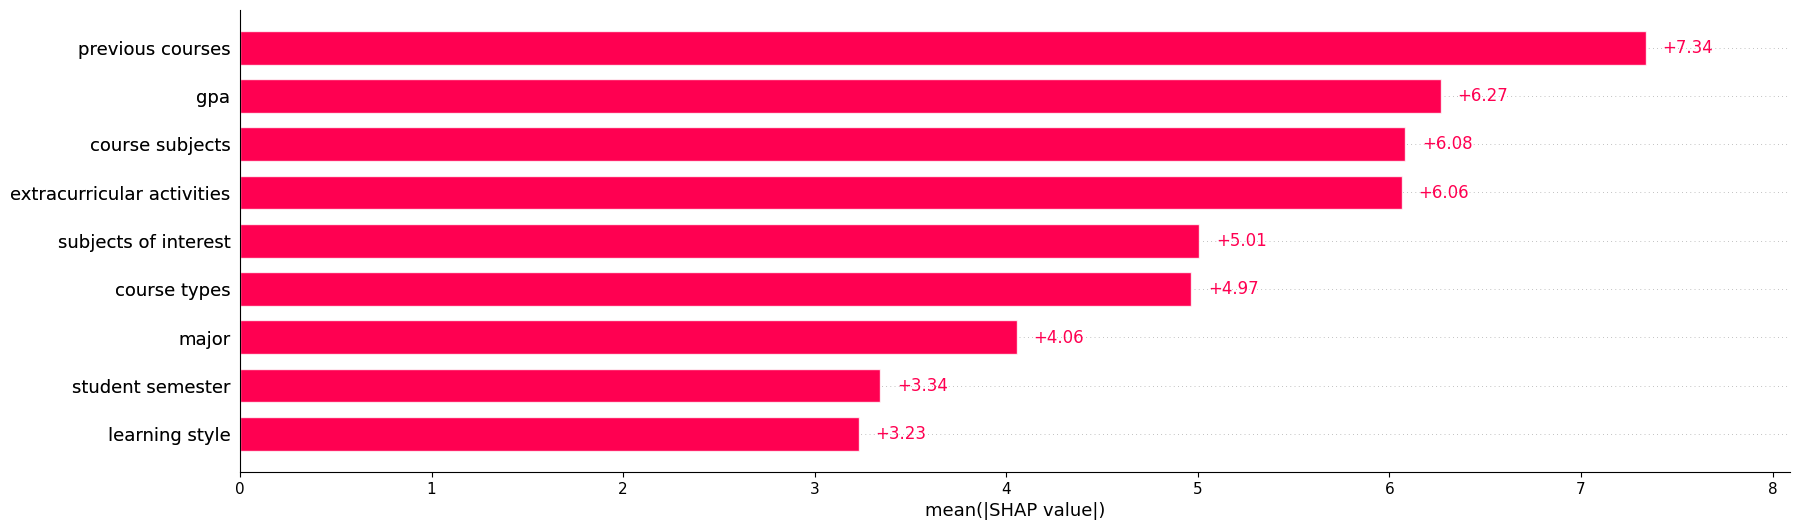 previous courses +7.34
gpa +6.27
course subjects +6.08
extracurricular activities +6.06
subjects of interest +5.01
course types +4.97
major +4.06
student semester +3.34
learning style +3.23
0 1 2 3 4 5 6 7 8
mean(|SHAP value|)